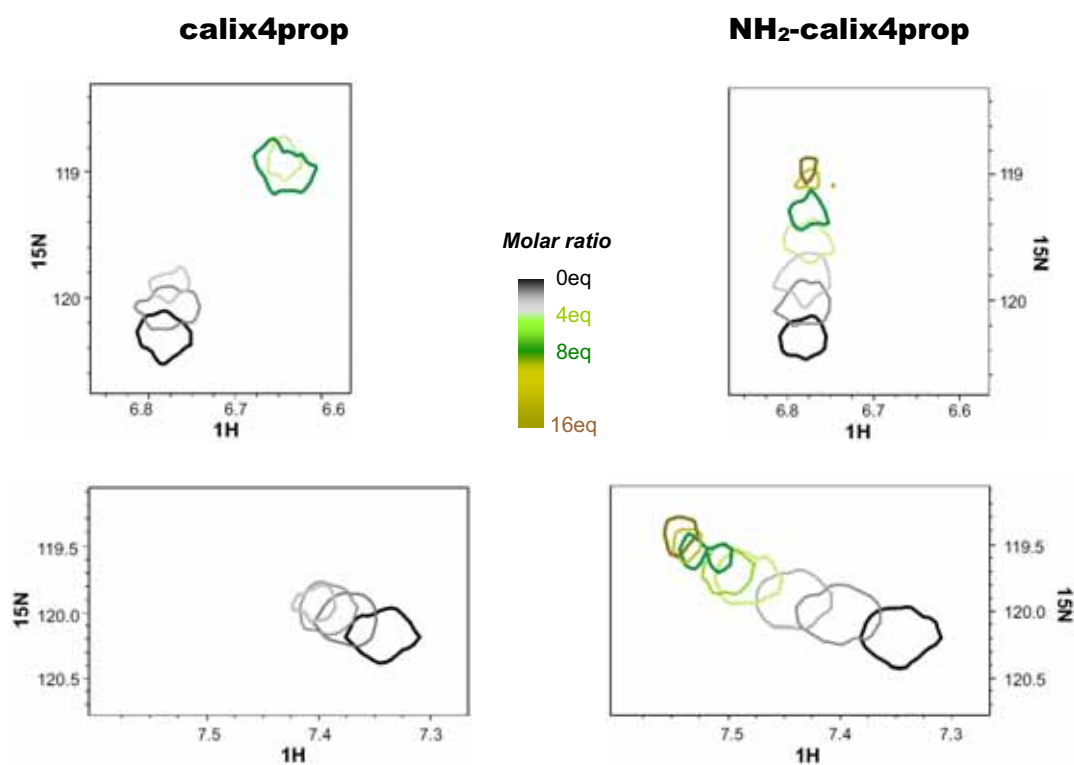 calix4prop
NH₂-calix4prop
119
120
15N
6.8 6.7 6.6
1H
Molar ratio
0eq
4eq
8eq
16eq
119
120
15N
6.8 6.7 6.6
1H
119.5
120.0
120.5
15N
7.5 7.4 7.3
1H
119.5
120.0
120.5
15N
7.5 7.4 7.3
1H